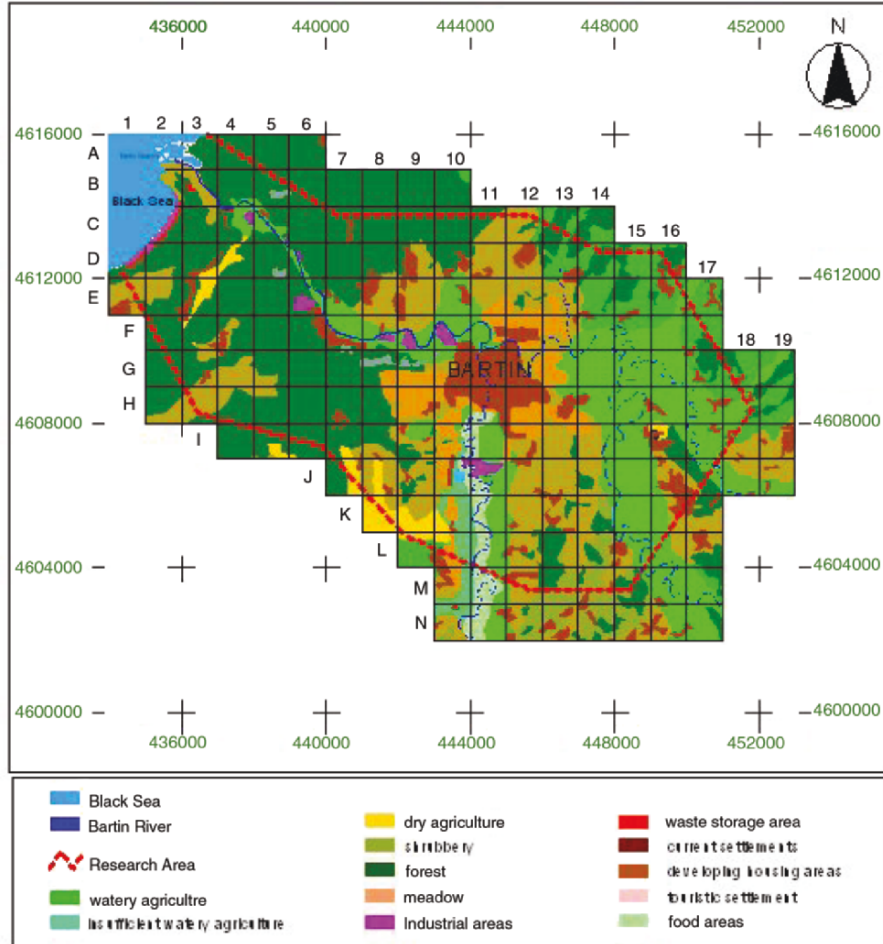 436000 440000 444000 448000 452000
N
4616000 4616000
1 2 3 4 5 6
A
7 8 9 10
B
Black Sea
11 12 13 14
C
15 16
D
17
4612000 4612000
E
F
18 19
G
BARTIN
H
4608000 4608000
I
J
K
L
4604000 4604000
M
N
4600000 4600000
436000 440000 444000 448000 452000
Black Sea
Bartin River
Research Area
watery agricultre
insufficient watery agriculture
dry agriculture
shrubbery
forest
meadow
Industrial areas
waste storage area
current settlements
developing housing areas
touristic settlement
food areas